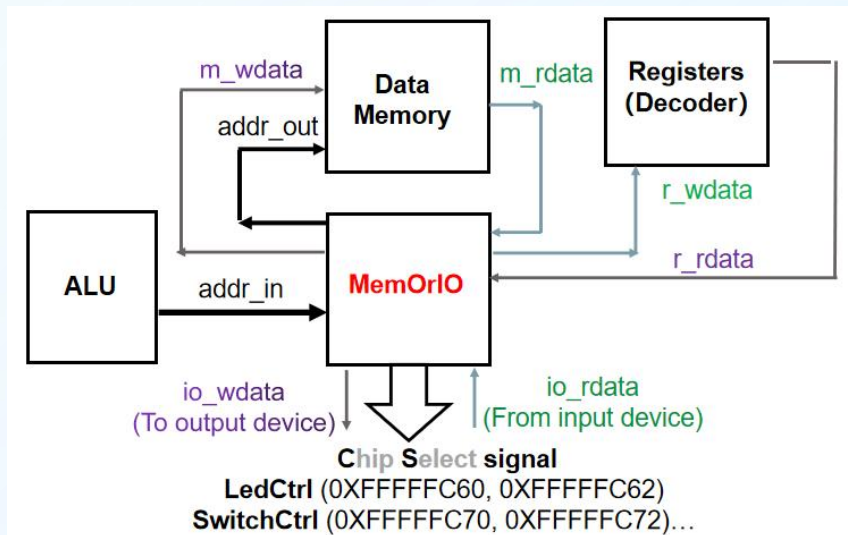 m_wdata
Data
Memory
m_rdata
Registers
(Decoder)
addr_out
r_wdata
ALU
addr_in
MemOrIO
r_rdata
io_wdata
(To output device)
io_rdata
(From input device)
Chip Select signal
LedCtrl (0XFFFFFC60, 0XFFFFFC62)
SwitchCtrl (0XFFFFFC70, 0XFFFFFC72)…